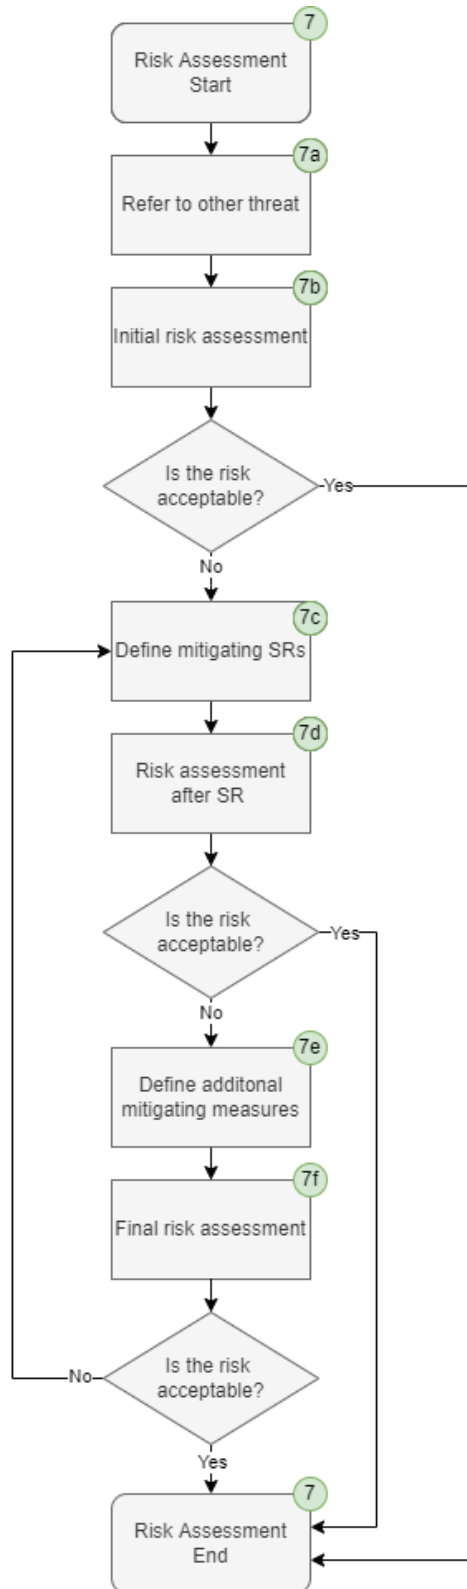 7
Risk Assessment
Start
7a
Refer to other threat
7b
Initial risk assessment
Is the risk
acceptable?
Yes
No
7c
Define mitigating SRs
7d
Risk assessment
after SR
Is the risk
acceptable?
Yes
No
7e
Define additonal
mitigating measures
7f
Final risk assessment
Is the risk
acceptable?
No
Yes
7
Risk Assessment
End